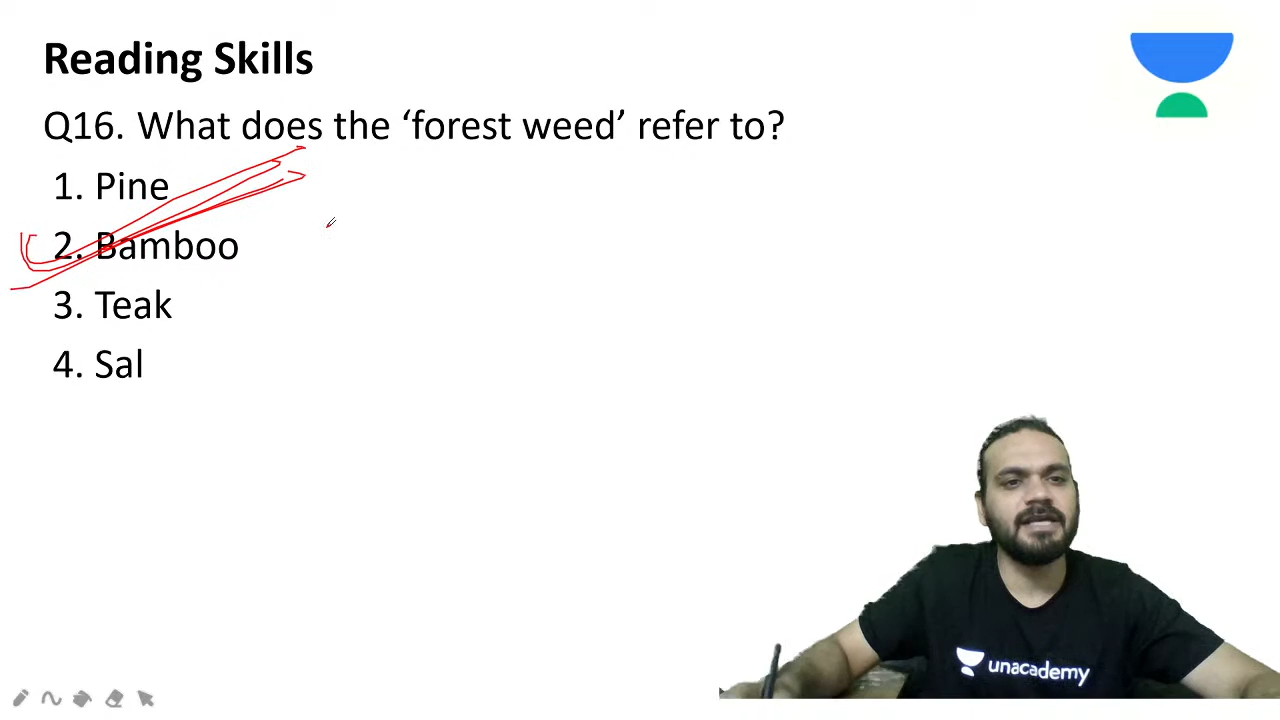 Reading Skills
Q16. What does the ‘forest weed’ refer to?
1. Pine
2. Bamboo
3. Teak
4. Sal
unacademy